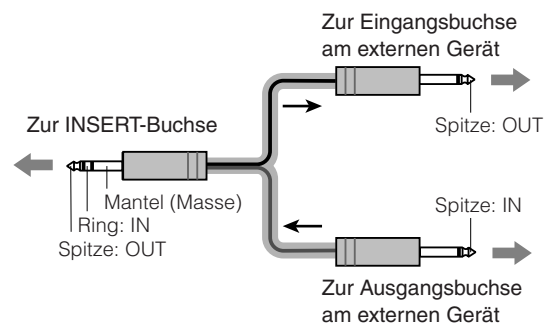 Zur Eingangsbuchse
am externen Gerät
Spitze: OUT
Zur INSERT-Buchse
Mantel (Masse)
Ring: IN
Spitze: OUT
Spitze: IN
Zur Ausgangsbuchse
am externen Gerät